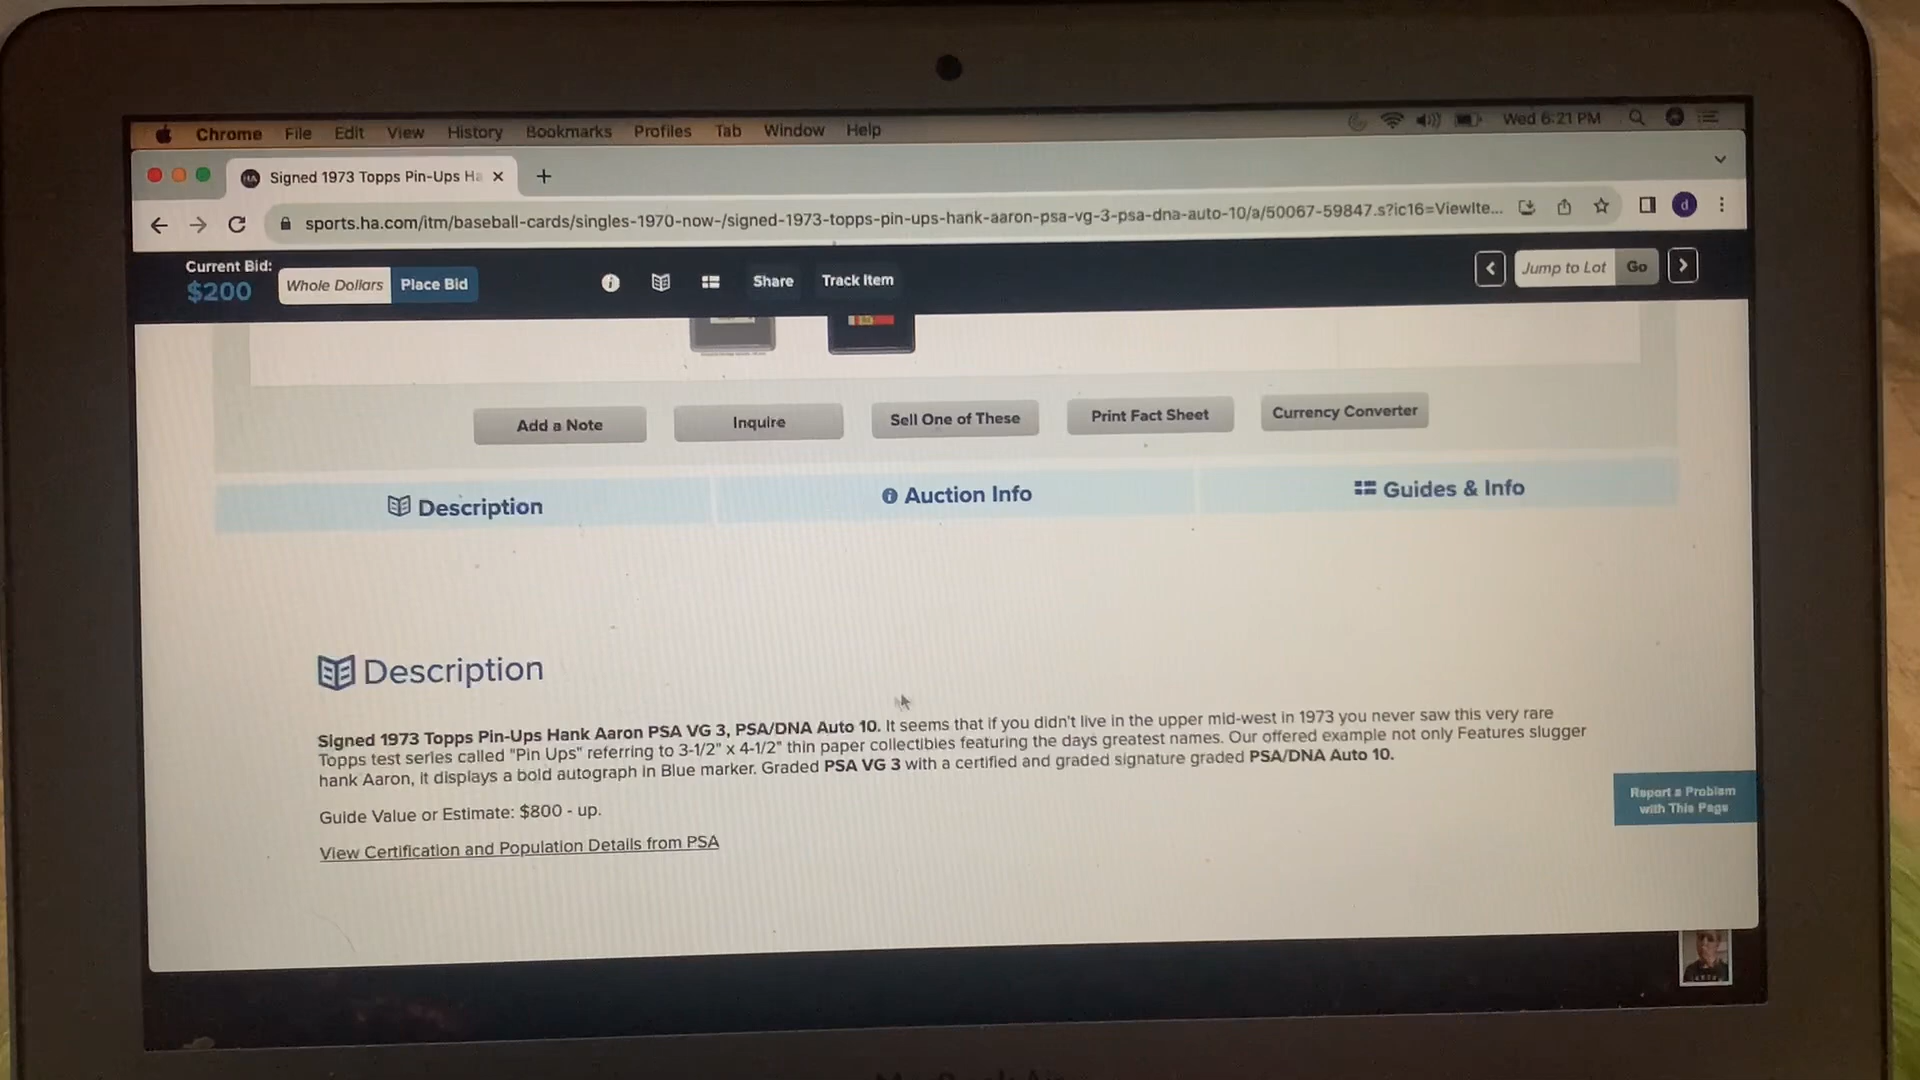 Chrome File Edit View History Bookmarks Profiles Tab Window Help Wed 6:21 PM
Signed 1973 Topps Pin-Ups Ha
sports.ha.com/itm/baseball-cards/singles-1970-now-/signed-1973-topps-pin-ups-hank-aaron-psa-vg-3-psa-dna-auto-10/a/50067-59847.s?ic16=ViewIte... d
Current Bid:
$200
Whole Dollars Place Bid Share Track Item Jump to Lot Go
Add a Note Inquire Sell One of These Print Fact Sheet Currency Converter
Description Auction Info Guides & Info
Description
Signed 1973 Topps Pin-Ups Hank Aaron PSA VG 3, PSA/DNA Auto 10. It seems that if you didn't live in the upper mid-west in 1973 you never saw this very rare
Topps test series called "Pin Ups" referring to 3-1/2" x 4-1/2" thin paper collectibles featuring the days greatest names. Our offered example not only Features slugger
hank Aaron, it displays a bold autograph in Blue marker. Graded PSA VG 3 with a certified and graded signature graded PSA/DNA Auto 10.
Guide Value or Estimate: $800 - up.
View Certification and Population Details from PSA
Report a Problem
with This Page